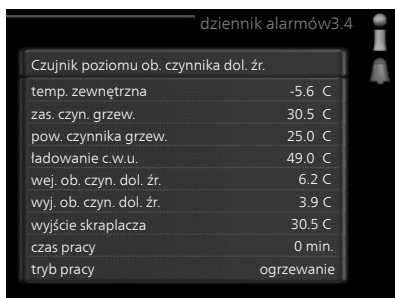 dziennik alarmów3.4
Czujnik poziomu ob. czynnika dol. źr.
temp. zewnętrzna -5.6 C
zas. czyn. grzew. 30.5 C
pow. czynnika grzew. 25.0 C
ładowanie c.w.u. 49.0 C
wej. ob. czyn. dol. źr. 6.2 C
wyj. ob. czyn. dol. źr. 3.9 C
wyjście skraplacza 30.5 C
czas pracy 0 min.
tryb pracy ogrzewanie